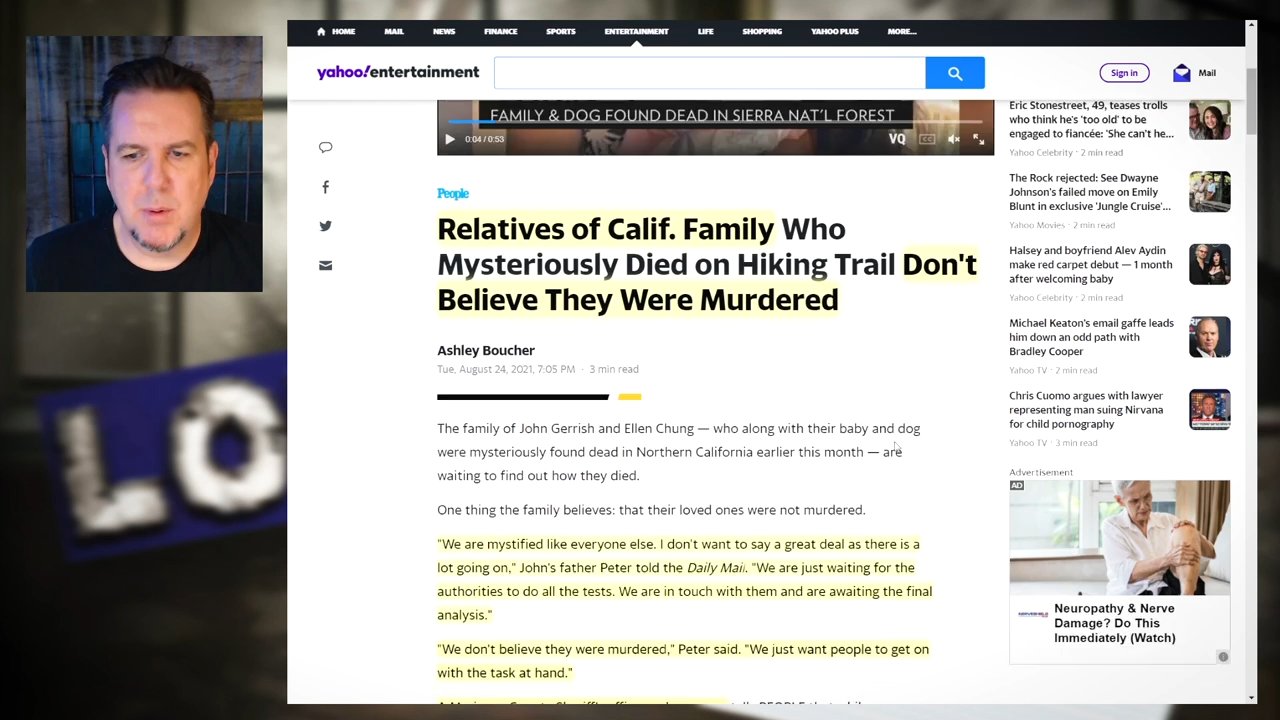 HOME MAIL NEWS FINANCE SPORTS ENTERTAINMENT LIFE SHOPPING YAHOO PLUS MORE...
yahoo!entertainment
Sign in
Mail
FAMILY & DOG FOUND DEAD IN SIERRA NAT'L FOREST
0:04 / 0:53
VQ
CC
People
Relatives of Calif. Family Who
Mysteriously Died on Hiking Trail Don't
Believe They Were Murdered
Ashley Boucher
Tue, August 24, 2021, 7:05 PM · 3 min read
The family of John Gerrish and Ellen Chung — who along with their baby and dog
were mysteriously found dead in Northern California earlier this month — are
waiting to find out how they died.
One thing the family believes: that their loved ones were not murdered.
"We are mystified like everyone else. I don't want to say a great deal as there is a
lot going on," John's father Peter told the Daily Mail. "We are just waiting for the
authorities to do all the tests. We are in touch with them and are awaiting the final
analysis."
"We don't believe they were murdered," Peter said. "We just want people to get on
with the task at hand."
Eric Stonestreet, 49, teases trolls
who think he's 'too old' to be
engaged to fiancée: 'She can't he...
Yahoo Celebrity · 2 min read
The Rock rejected: See Dwayne
Johnson's failed move on Emily
Blunt in exclusive 'Jungle Cruise'...
Yahoo Movies · 2 min read
Halsey and boyfriend Alev Aydin
make red carpet debut — 1 month
after welcoming baby
Yahoo Celebrity · 2 min read
Michael Keaton's email gaffe leads
him down an odd path with
Bradley Cooper
Yahoo TV · 2 min read
Chris Cuomo argues with lawyer
representing man suing Nirvana
for child pornography
Yahoo TV · 3 min read
Advertisement
AD
Neuropathy & Nerve
Damage? Do This
Immediately (Watch)
LO